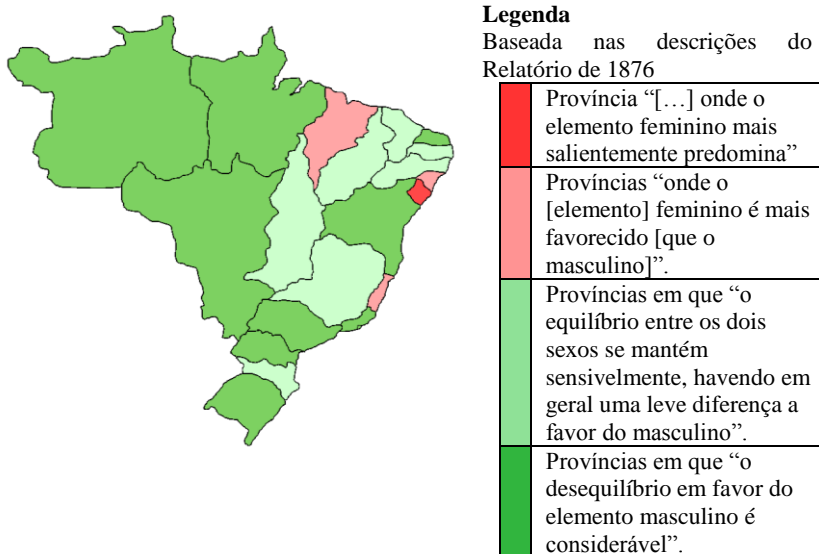 Legenda
Baseada nas descrições do
Relatório de 1876
Província “[…] onde o
elemento feminino mais
salientemente predomina”
Províncias “onde o
[elemento] feminino é mais
favorecido [que o
masculino]”.
Províncias em que “o
equilíbrio entre os dois
sexos se mantém
sensivelmente, havendo em
geral uma leve diferença a
favor do masculino”.
Províncias em que “o
desequilíbrio em favor do
elemento masculino é
considerável”.